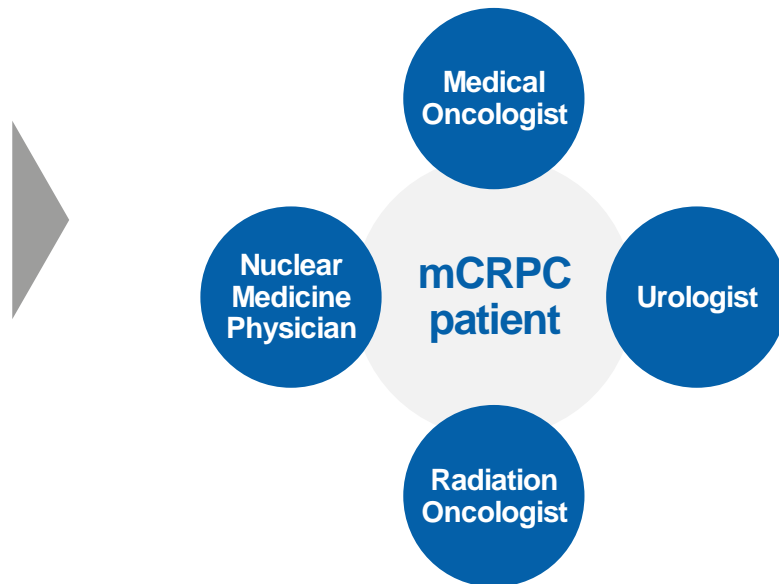 Medical
Oncologist
Nuclear
Medicine
Physician
mCRPC
patient
Urologist
Radiation
Oncologist